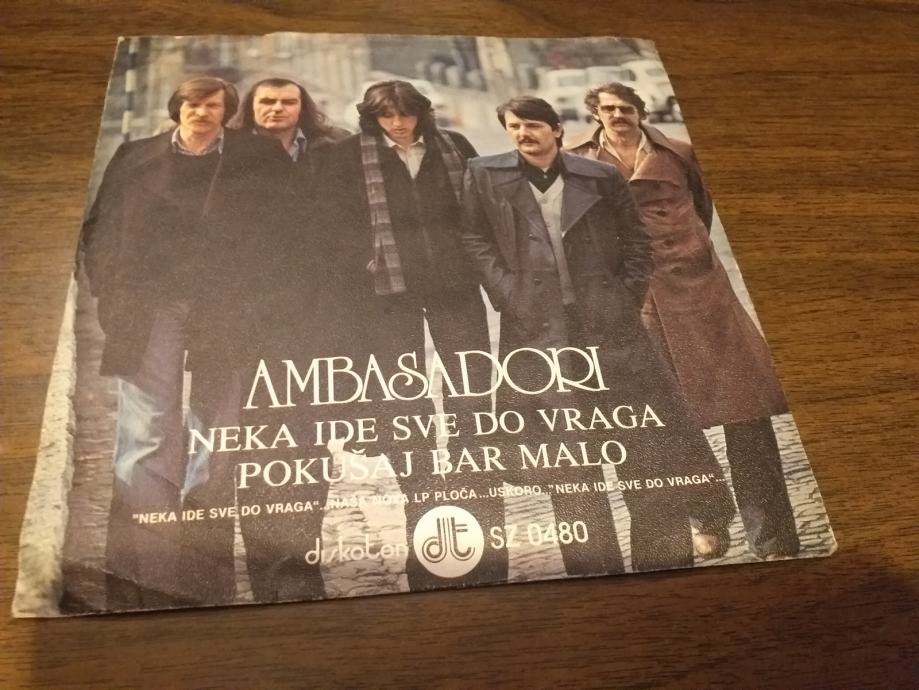 AMBASADORI
NEKA IDE SVE DO VRAGA
POKUŠAJ BAR MALO
"NEKA IDE SVE DO VRAGA"...NAŠA NOVA LP PLOČA...USKORO..."NEKA IDE SVE DO VRAGA"...
diskoton dt SZ 0480